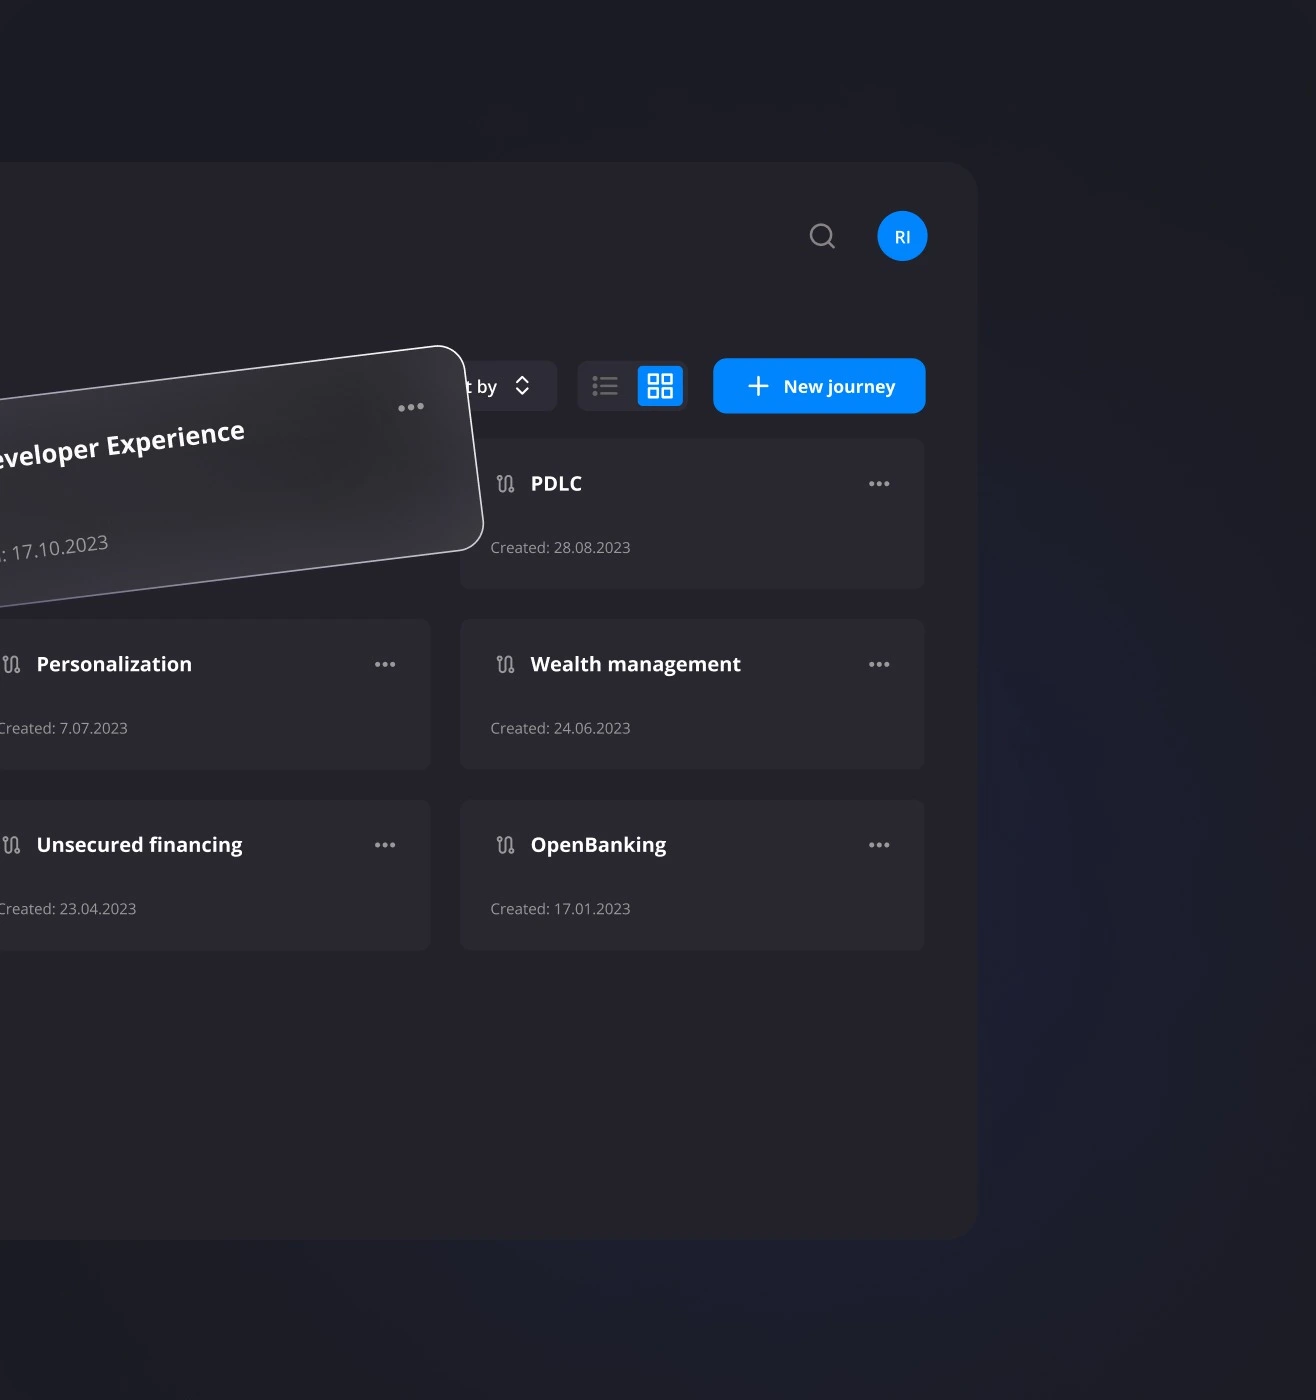 RI
t by
New journey
eveloper Experience
: 17.10.2023
PDLC
Created: 28.08.2023
Personalization
Created: 7.07.2023
Wealth management
Created: 24.06.2023
Unsecured financing
Created: 23.04.2023
OpenBanking
Created: 17.01.2023